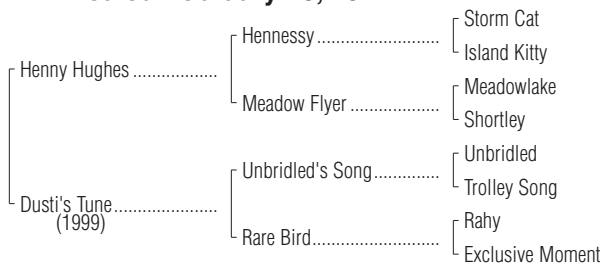 Hennessy
Storm Cat
Island Kitty
Henny Hughes
Meadow Flyer
Meadowlake
Shortley
Unbridled's Song
Unbridled
Trolley Song
Dusti's Tune
(1999)
Rare Bird
Rahy
Exclusive Moment